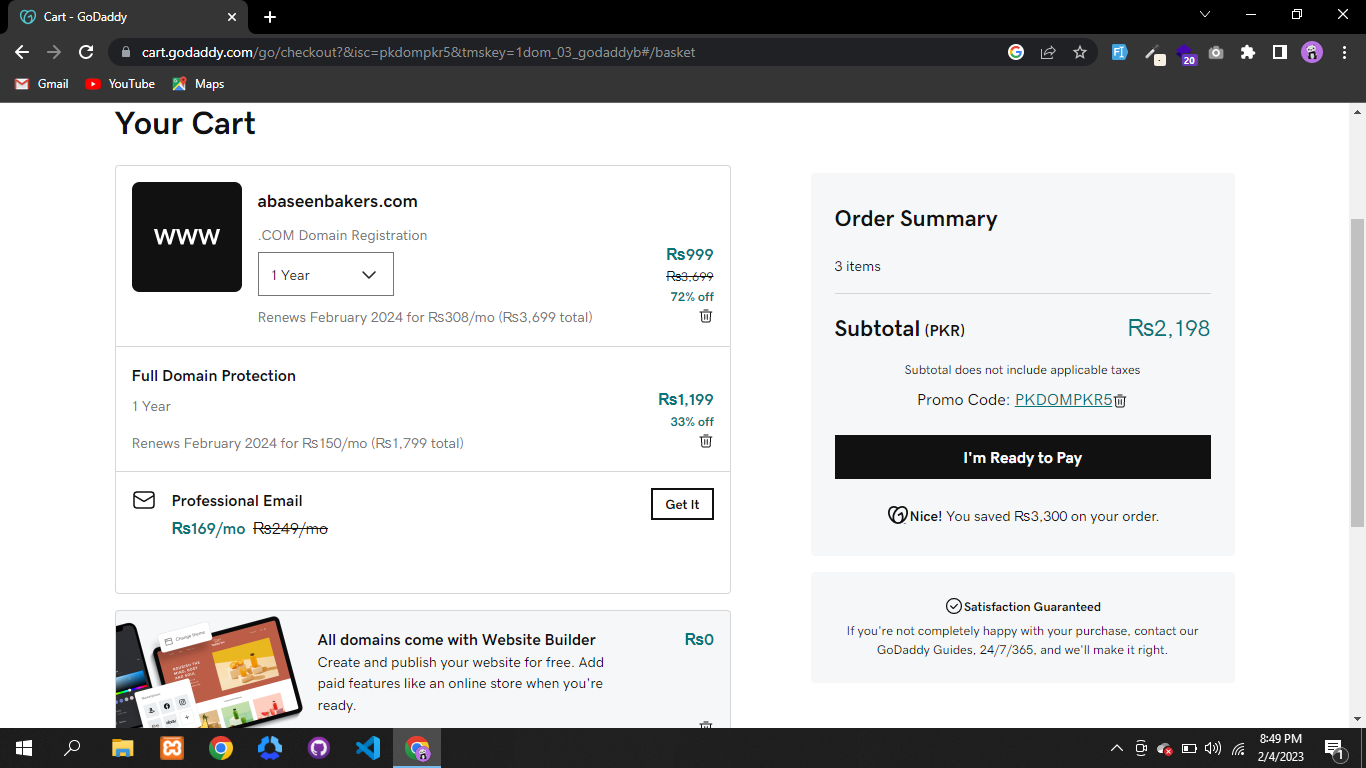 Cart - GoDaddy
cart.godaddy.com/go/checkout?&isc=pkdompkr5&tmskey=1dom_03_godaddyb#/basket
20
Gmail
YouTube
Maps
Your Cart
www
abaseenbakers.com
.COM Domain Registration
1 Year
Rs999
Rs3,699
72% off
Renews February 2024 for Rs308/mo (Rs3,699 total)
Full Domain Protection
1 Year
Rs1,199
33% off
Renews February 2024 for Rs150/mo (Rs1,799 total)
Professional Email
Rs169/mo Rs249/mo
Get It
All domains come with Website Builder
Rs0
Create and publish your website for free. Add
paid features like an online store when you're
ready.
Order Summary
3 items
Subtotal (PKR)
Rs2,198
Subtotal does not include applicable taxes
Promo Code: PKDOMPKR5
I'm Ready to Pay
Nice! You saved Rs3,300 on your order.
Satisfaction Guaranteed
If you're not completely happy with your purchase, contact our
GoDaddy Guides, 24/7/365, and we'll make it right.
8:49 PM
2/4/2023
1